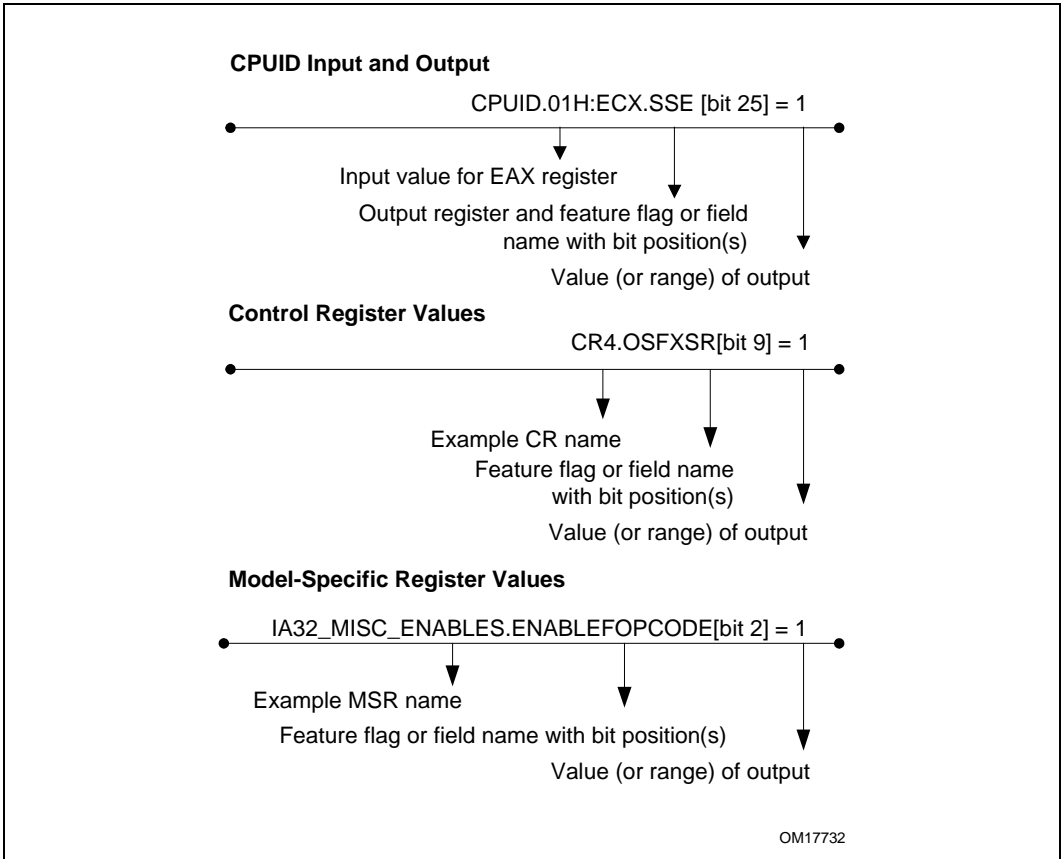 CPUID Input and Output
CPUID.01H:ECX.SSE [bit 25] = 1
Input value for EAX register
Output register and feature flag or field
name with bit position(s)
Value (or range) of output
Control Register Values
CR4.OSFXSR[bit 9] = 1
Example CR name
Feature flag or field name
with bit position(s)
Value (or range) of output
Model-Specific Register Values
IA32_MISC_ENABLES.ENABLEFOPCODE[bit 2] = 1
Example MSR name
Feature flag or field name with bit position(s)
Value (or range) of output
OM17732